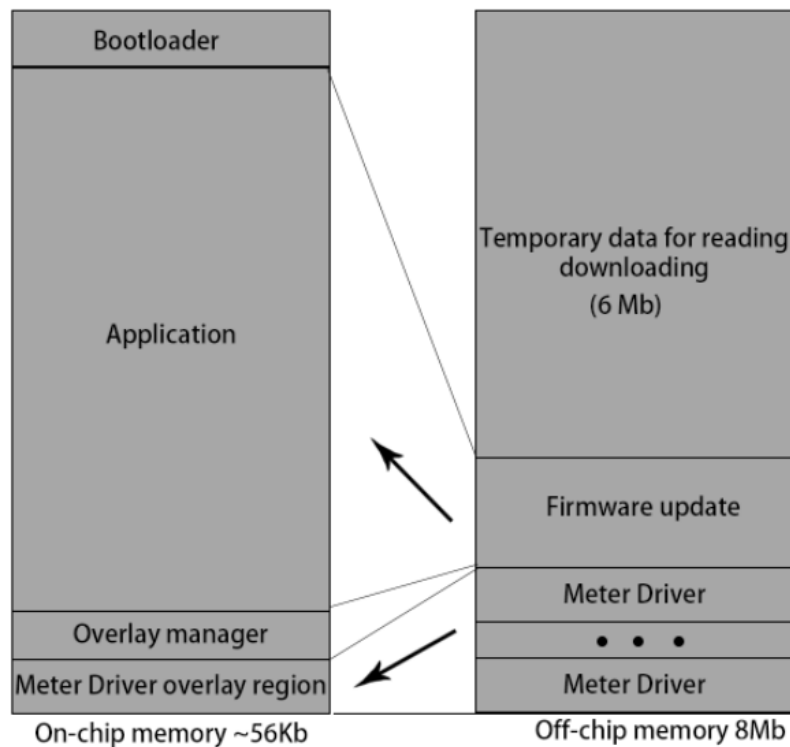 Bootloader
Application
Overlay manager
Meter Driver overlay region
On-chip memory ~56Kb
Temporary data for reading
downloading
(6 Mb)
Firmware update
Meter Driver
• • •
Meter Driver
Off-chip memory 8Mb